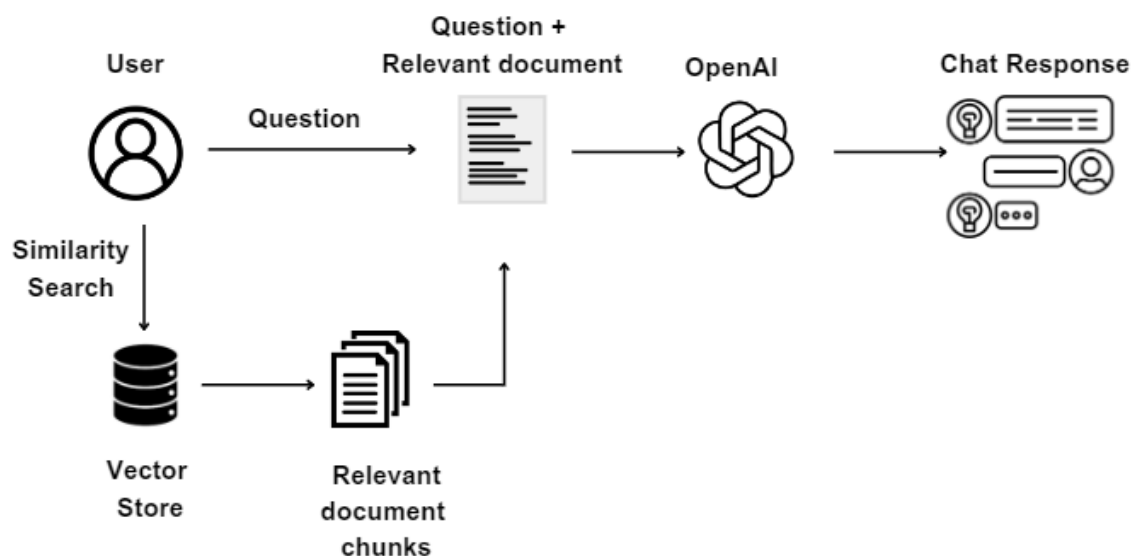 User
Question
Question +
Relevant document
OpenAI
Chat Response
Similarity
Search
Vector
Store
Relevant
document
chunks